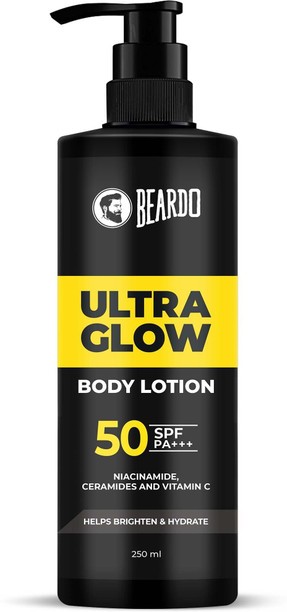 BEARDO
ULTRA
GLOW
BODY LOTION
50 SPF
PA+++
NIACINAMIDE,
CERAMIDES AND VITAMIN C
HELPS BRIGHTEN & HYDRATE
250 ml